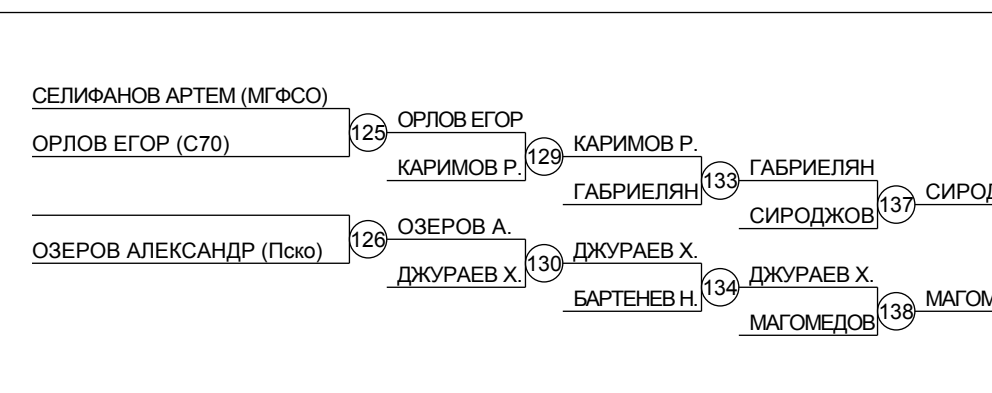 СЕЛИФАНОВ АРТЕМ (МГФСО)
ОРЛОВ ЕГОР (С70)
125
ОРЛОВ ЕГОР
КАРИМОВ Р.
129
КАРИМОВ Р.
ГАБРИЕЛЯН
133
ГАБРИЕЛЯН
СИРОДЖОВ
137
ОЗЕРОВ АЛЕКСАНДР (Пско)
126
ОЗЕРОВ А.
ДЖУРАЕВ Х.
130
ДЖУРАЕВ Х.
БАРТЕНЕВ Н.
134
ДЖУРАЕВ Х.
МАГОМЕДОВ
138